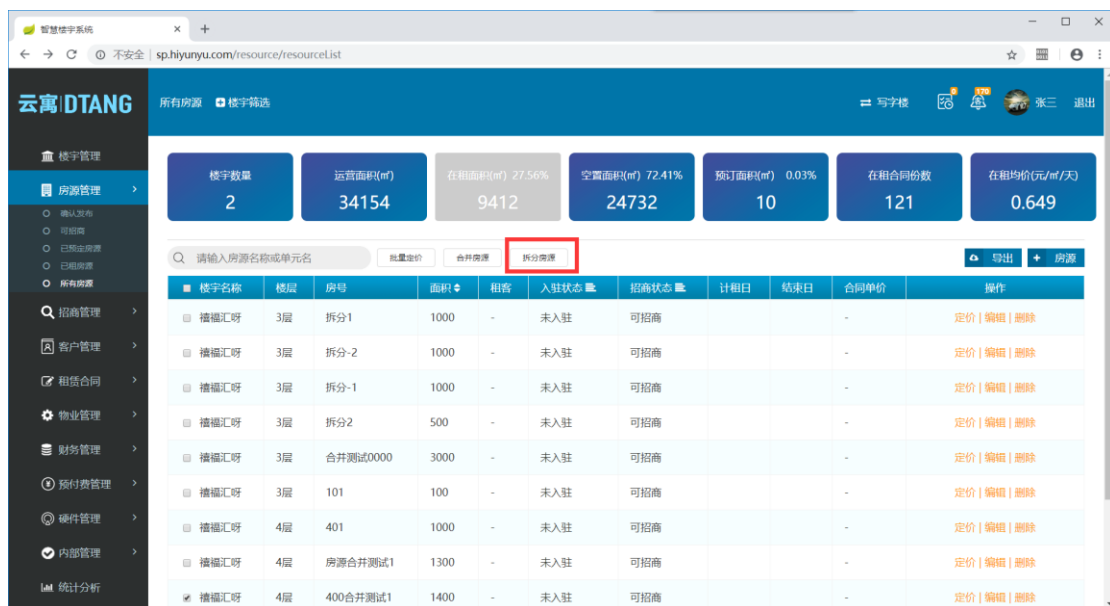 智慧楼宇系统
不安全 | sp.hiyunyu.com/resource/resourceList
云寓 DTANG
所有房源 楼宇筛选
写字楼 0 170 张三 退出
楼宇管理
房源管理
确认发布
可招商
已预定房源
已租房源
所有房源
招商管理
客户管理
租赁合同
物业管理
财务管理
预付费管理
硬件管理
内部管理
统计分析
楼宇数量
2
运营面积(㎡)
34154
在租面积(㎡) 27.56%
9412
空置面积(㎡) 72.41%
24732
预订面积(㎡) 0.03%
10
在租合同份数
121
在租均价(元/㎡/天)
0.649
请输入房源名称或单元名 批量定价 合并房源 拆分房源 导出 房源
楼宇名称 楼层 房号 面积 租客 入驻状态 招商状态 计租日 结束日 合同单价 操作
禧福汇呀 3层 拆分1 1000 - 未入驻 可招商 - 定价 | 编辑 | 删除
禧福汇呀 3层 拆分-2 1000 - 未入驻 可招商 - 定价 | 编辑 | 删除
禧福汇呀 3层 拆分-1 1000 - 未入驻 可招商 - 定价 | 编辑 | 删除
禧福汇呀 3层 拆分2 500 - 未入驻 可招商 - 定价 | 编辑 | 删除
禧福汇呀 3层 合并测试0000 3000 - 未入驻 可招商 - 定价 | 编辑 | 删除
禧福汇呀 3层 101 100 - 未入驻 可招商 - 定价 | 编辑 | 删除
禧福汇呀 4层 401 1000 - 未入驻 可招商 - 定价 | 编辑 | 删除
禧福汇呀 4层 房源合并测试1 1300 - 未入驻 可招商 - 定价 | 编辑 | 删除
禧福汇呀 4层 400合并测试1 1400 - 未入驻 可招商 - 定价 | 编辑 | 删除